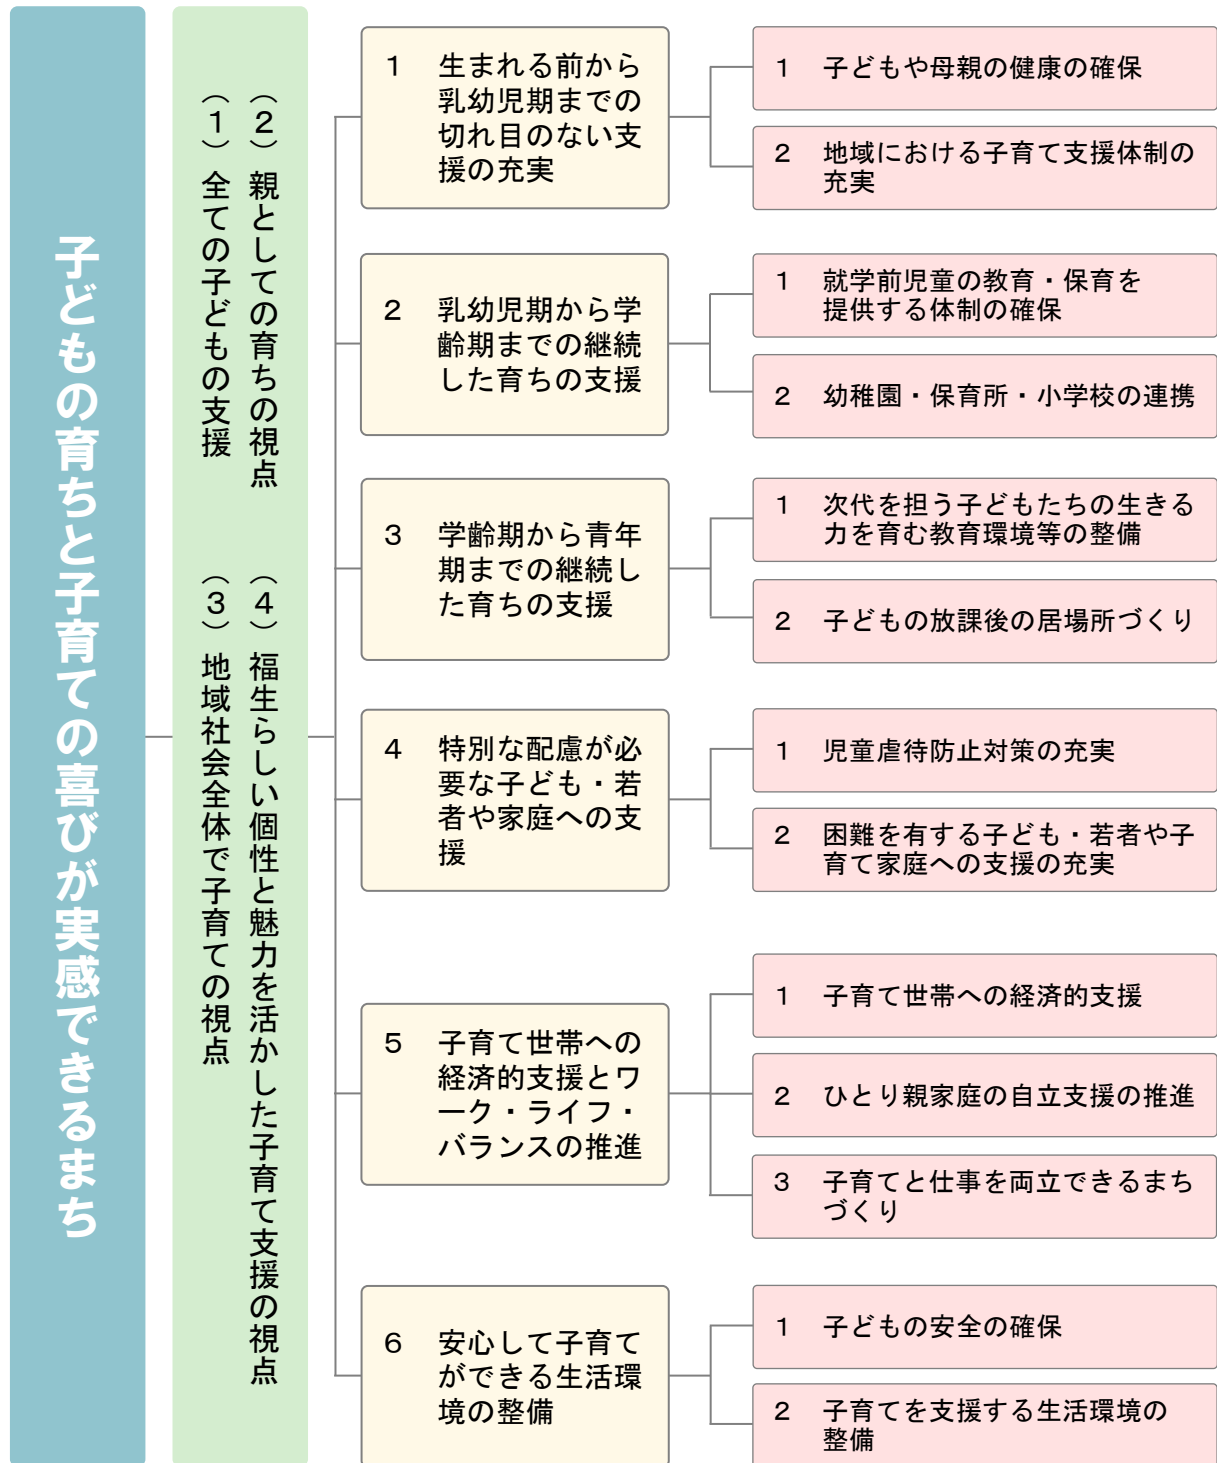 子どもの育ちと子育ての喜びが実感できるまち
(2) 親としての育ちの視点
(1) 全ての子どもの支援
(4) 福生らしい個性と魅力を活かした子育て支援の視点
(3) 地域社会全体で子育ての視点
1 生まれる前から
乳幼児期までの
切れ目のない支
援の充実
1 子どもや母親の健康の確保
2 地域における子育て支援体制の
充実
2 乳幼児期から学
齢期までの継続
した育ちの支援
1 就学前児童の教育・保育を
提供する体制の確保
2 幼稚園・保育所・小学校の連携
3 学齢期から青年
期までの継続し
た育ちの支援
1 次代を担う子どもたちの生きる
力を育む教育環境等の整備
2 子どもの放課後の居場所づくり
4 特別な配慮が必
要な子ども・若
者や家庭への支
援
1 児童虐待防止対策の充実
2 困難を有する子ども・若者や子
育て家庭への支援の充実
5 子育て世帯への
経済的支援とワ
ーク・ライフ・
バランスの推進
1 子育て世帯への経済的支援
2 ひとり親家庭の自立支援の推進
3 子育てと仕事を両立できるまち
づくり
6 安心して子育て
ができる生活環
境の整備
1 子どもの安全の確保
2 子育てを支援する生活環境の
整備